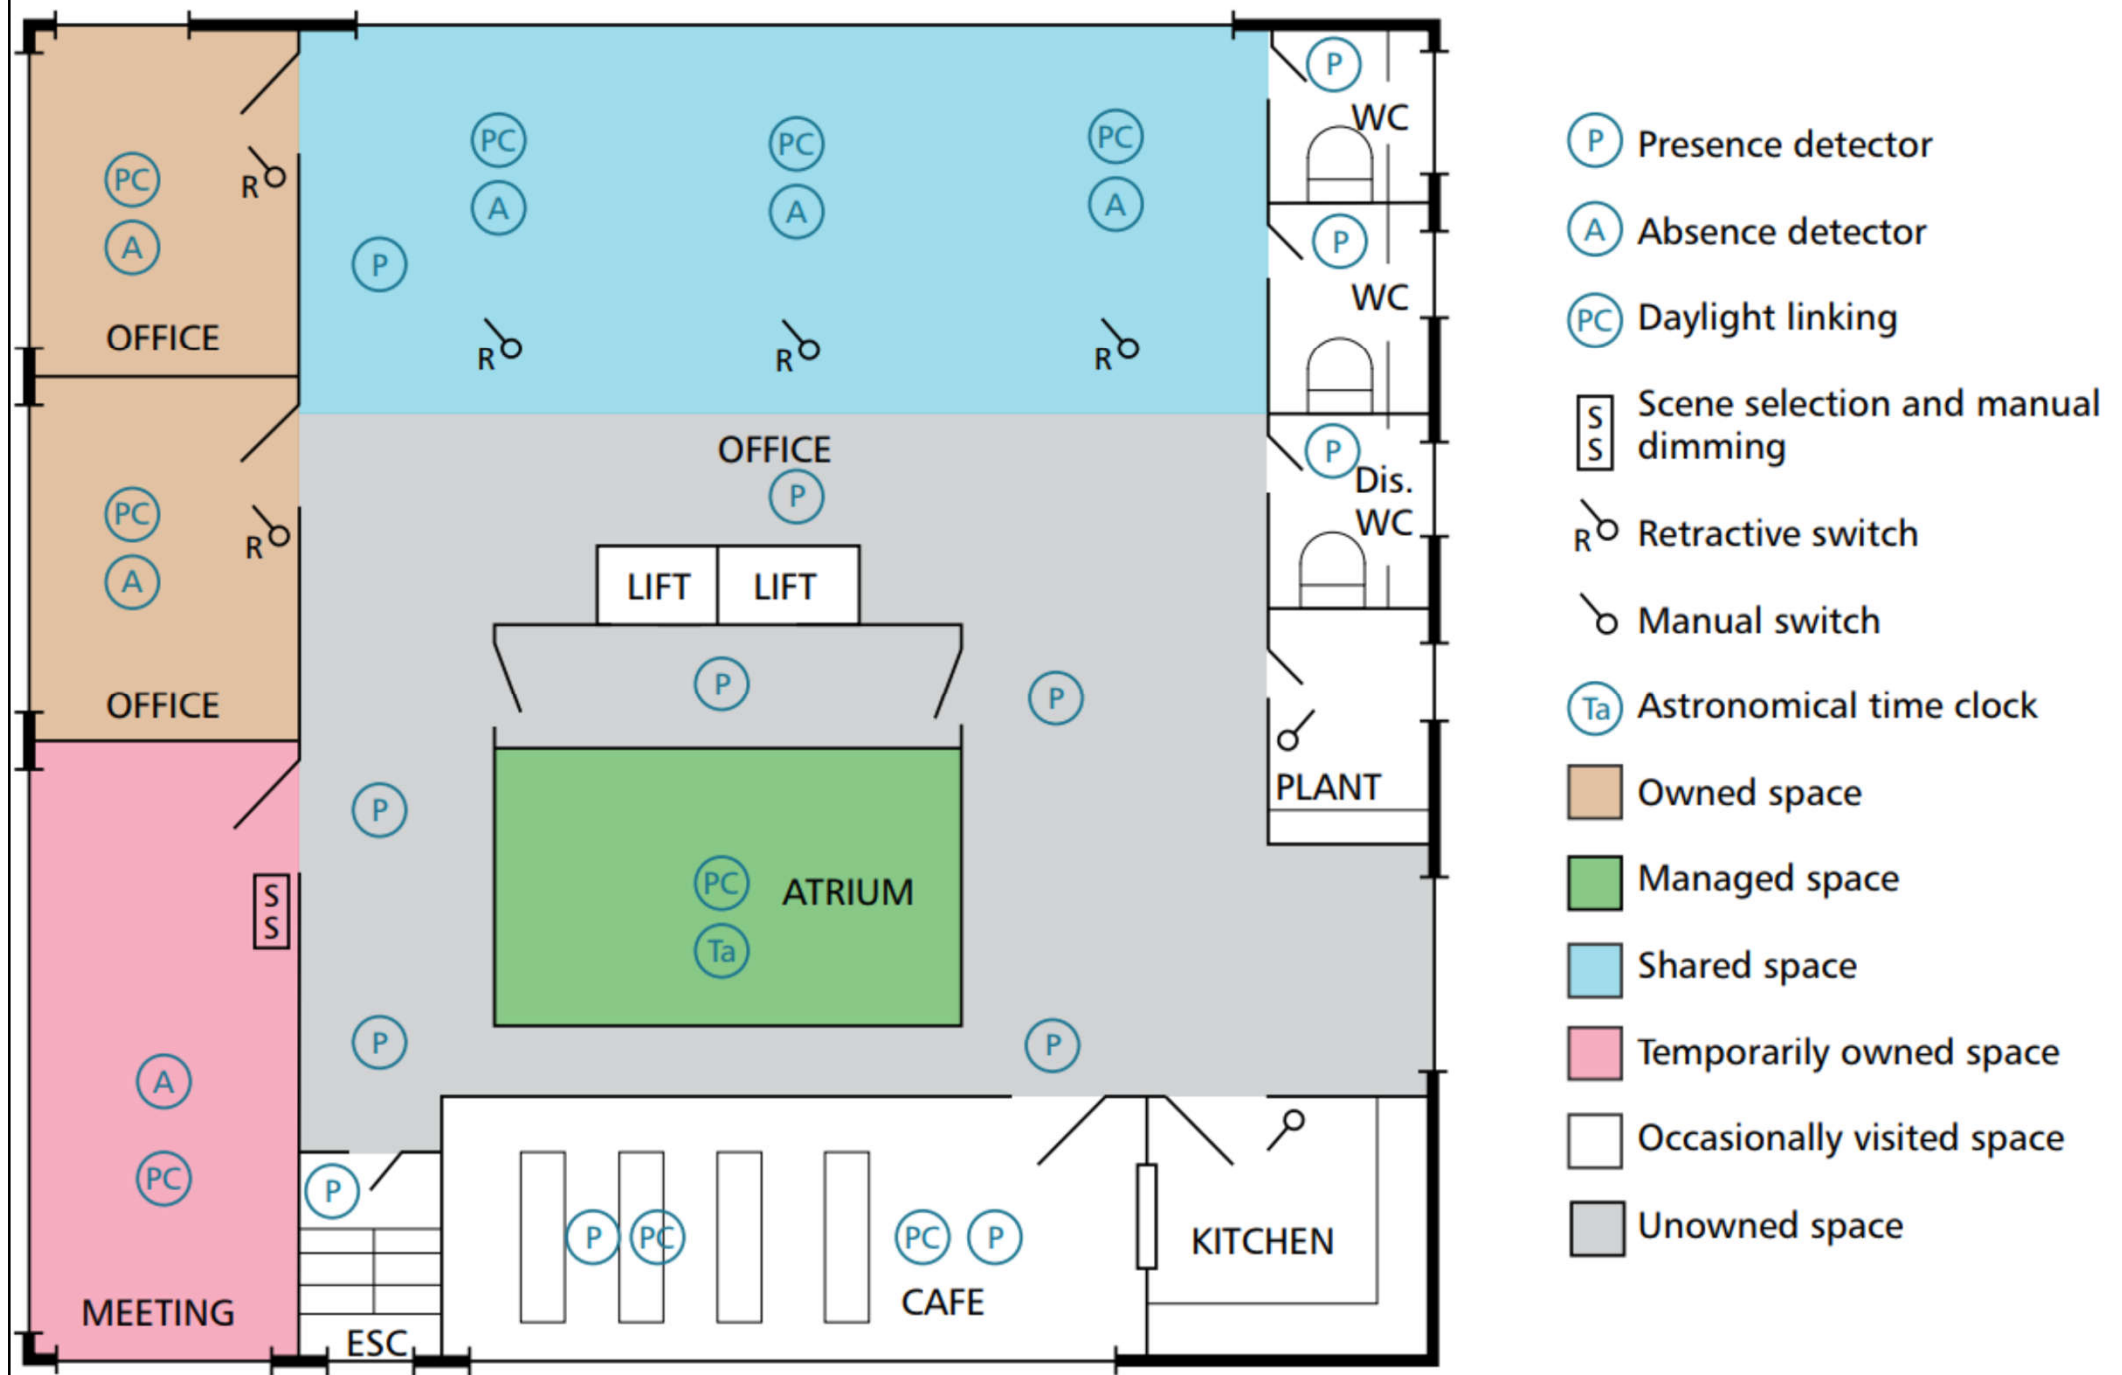 P
WC
PC
PC
PC
PC
R
A
A
A
A
P
P
WC
OFFICE
R
R
R
OFFICE
P
Dis.
WC
P
PC
R
A
LIFT
LIFT
P
P
OFFICE
PLANT
P
S
S
PC
ATRIUM
Ta
P
P
A
PC
P
P
PC
PC
P
KITCHEN
CAFE
MEETING
ESC
P Presence detector
A Absence detector
PC Daylight linking
S
S
Scene selection and manual
dimming
R Retractive switch
Manual switch
Ta Astronomical time clock
Owned space
Managed space
Shared space
Temporarily owned space
Occasionally visited space
Unowned space